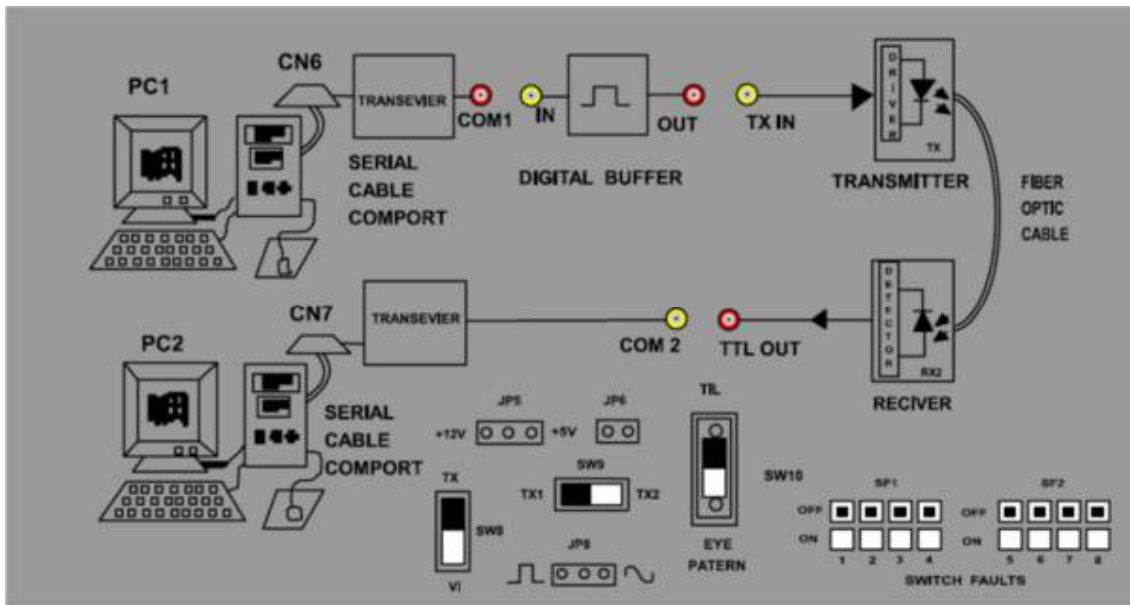 PC1
CN6
TRANSEVIER
COM1
IN
OUT
TX IN
DRIVER
TX
SERIAL
CABLE
COMPORT
DIGITAL BUFFER
TRANSMITTER
FIBER
OPTIC
CABLE
CN7
TRANSEVIER
PC2
COM 2
TTL OUT
DETECTOR
RX2
RECIVER
SERIAL
CABLE
COMPORT
JP5
+12V
+5V
JP6
TIL
SW9
TX1
TX2
TX
SW8
VI
JP8
SW10
EYE
PATERN
SF1
OFF
ON
1 2 3 4
SF2
OFF
ON
5 6 7 8
SWITCH FAULTS